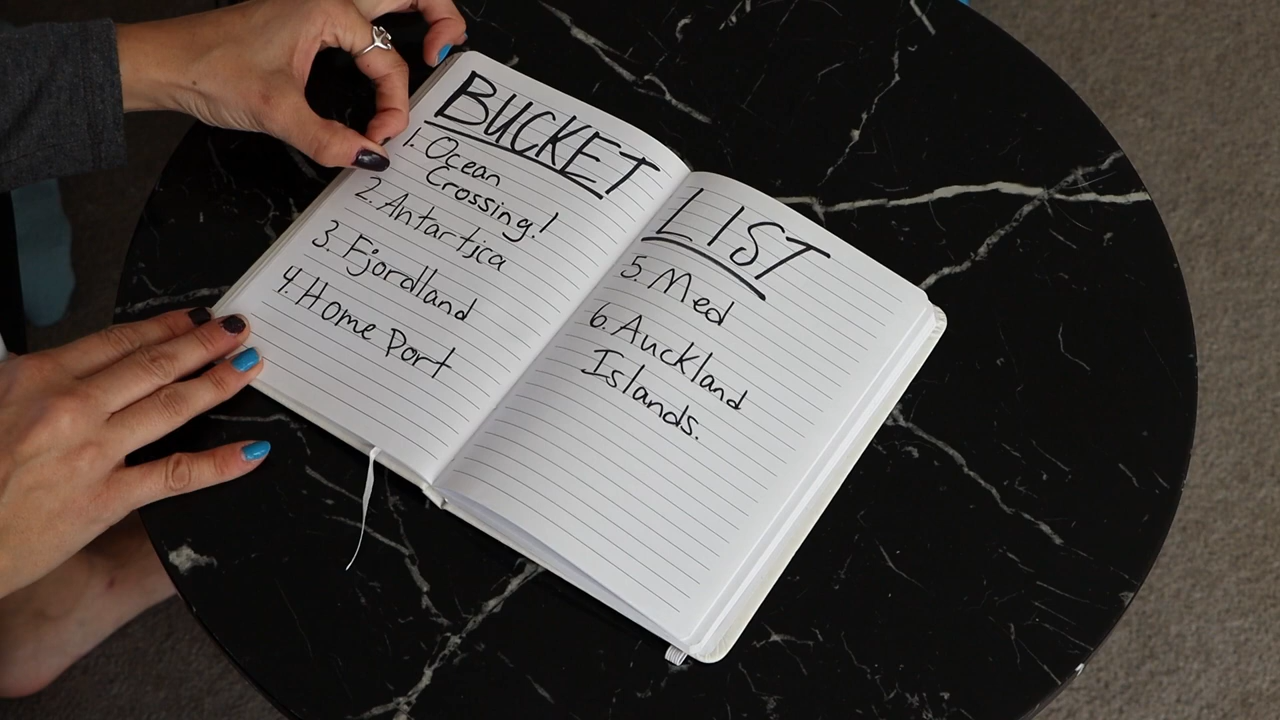 BUCKET
1. Ocean
Crossing!
2. Antartica
3. Fjordland
4. Home Port
LIST
5. Med
6. Auckland
Islands.